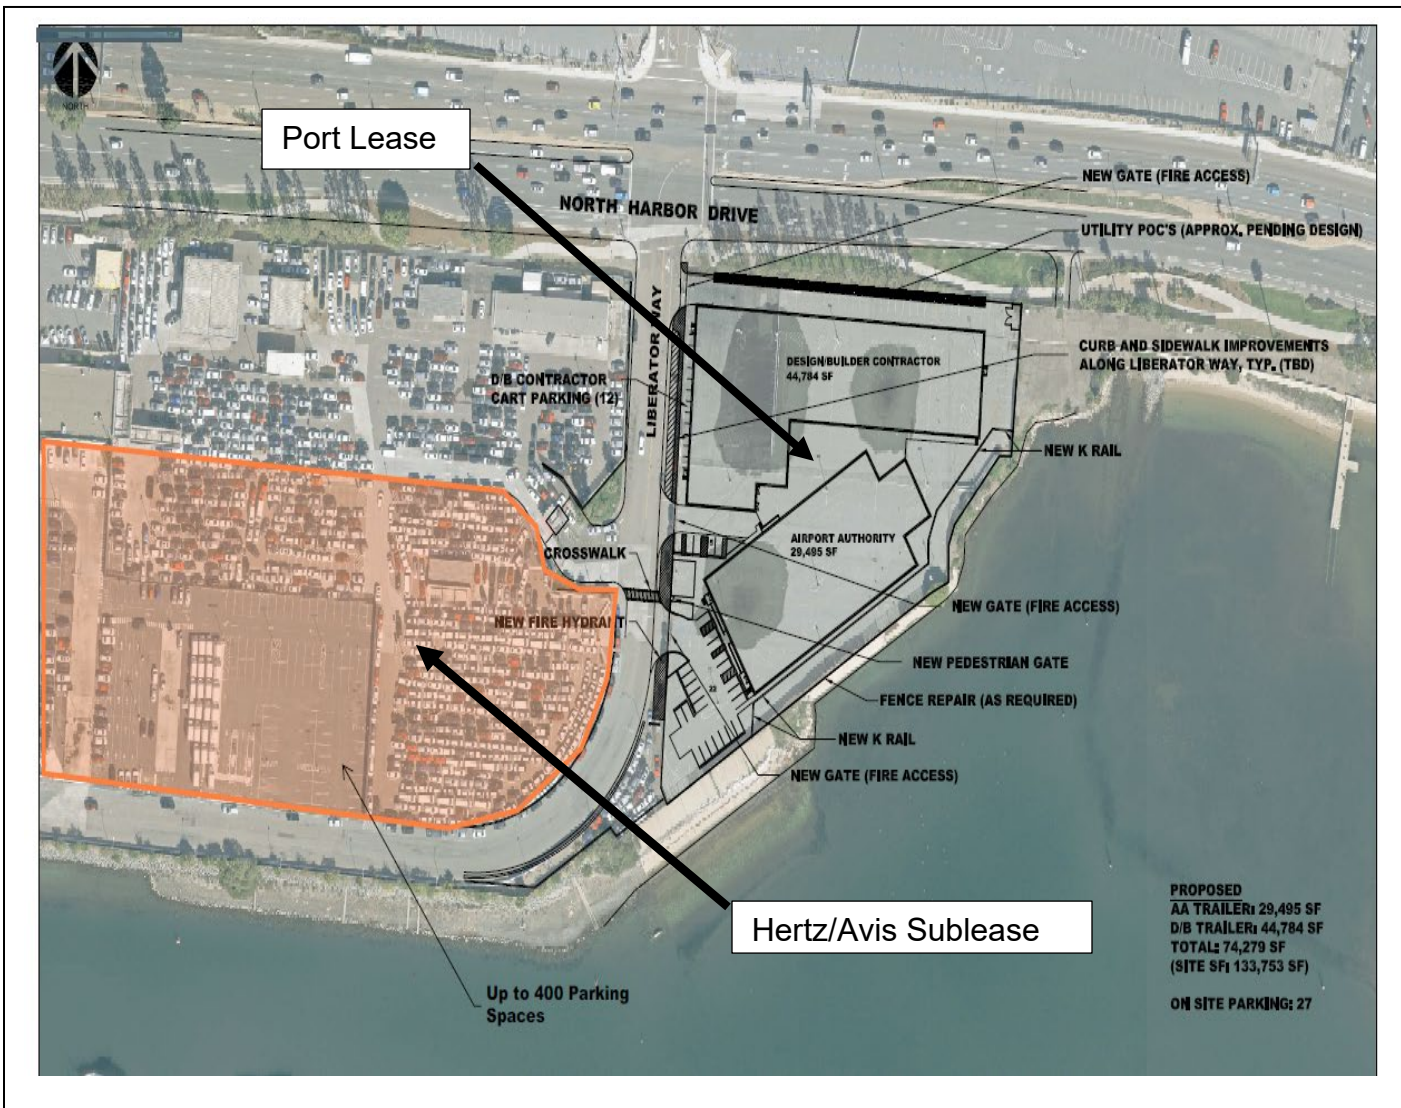 NORTH
Port Lease
NEW GATE (FIRE ACCESS)
NORTH HARBOR DRIVE
UTILITY POC'S (APPROX. PENDING DESIGN)
LIBERATOR WAY
CURB AND SIDEWALK IMPROVEMENTS
ALONG LIBERATOR WAY, TYP. (TBD)
DESIGN/BUILDER CONTRACTOR
44,784 SF
D/B CONTRACTOR
CART PARKING (12)
NEW K RAIL
AIRPORT AUTHORITY
29,495 SF
CROSSWALK
NEW GATE (FIRE ACCESS)
NEW FIRE HYDRANT
NEW PEDESTRIAN GATE
22
FENCE REPAIR (AS REQUIRED)
NEW K RAIL
NEW GATE (FIRE ACCESS)
Hertz/Avis Sublease
Up to 400 Parking
Spaces
PROPOSED
AA TRAILER: 29,495 SF
D/B TRAILER: 44,784 SF
TOTAL: 74,279 SF
(SITE SF: 133,753 SF)
ON SITE PARKING: 27